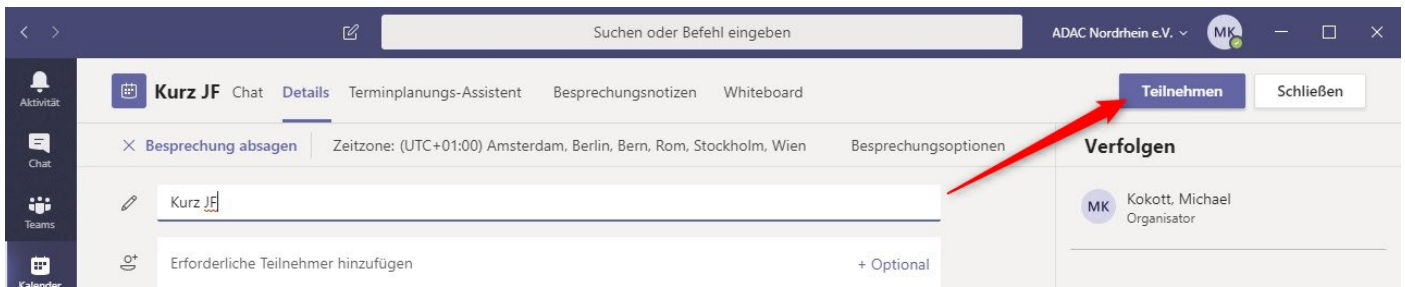 Suchen oder Befehl eingeben
ADAC Nordrhein e.V.
MK
Aktivität
Kurz JF Chat Details Terminplanungs-Assistent Besprechungsnotizen Whiteboard
Teilnehmen
Schließen
Chat
Besprechung absagen
Zeitzone: (UTC+01:00) Amsterdam, Berlin, Bern, Rom, Stockholm, Wien
Besprechungsoptionen
Verfolgen
Teams
Kurz JF
MK
Kokott, Michael
Organisator
Kalender
Erforderliche Teilnehmer hinzufügen
+ Optional